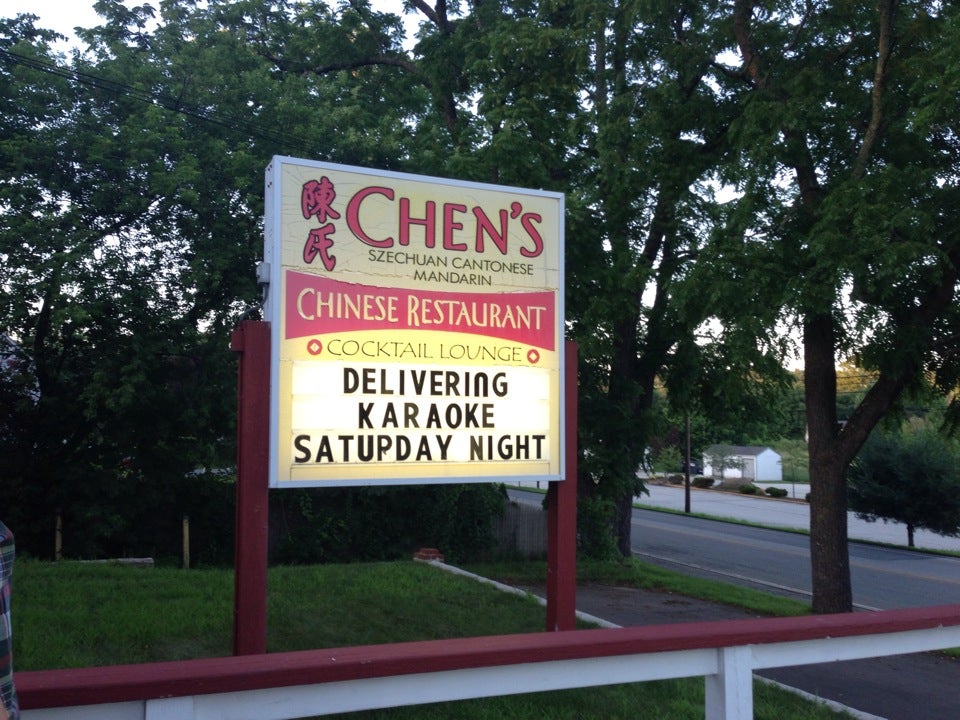 陳氏
CHEN'S
SZECHUAN CANTONESE
MANDARIN
CHINESE RESTAURANT
COCKTAIL LOUNGE
DELIVERING
KARAOKE
SATUPDAY NIGHT